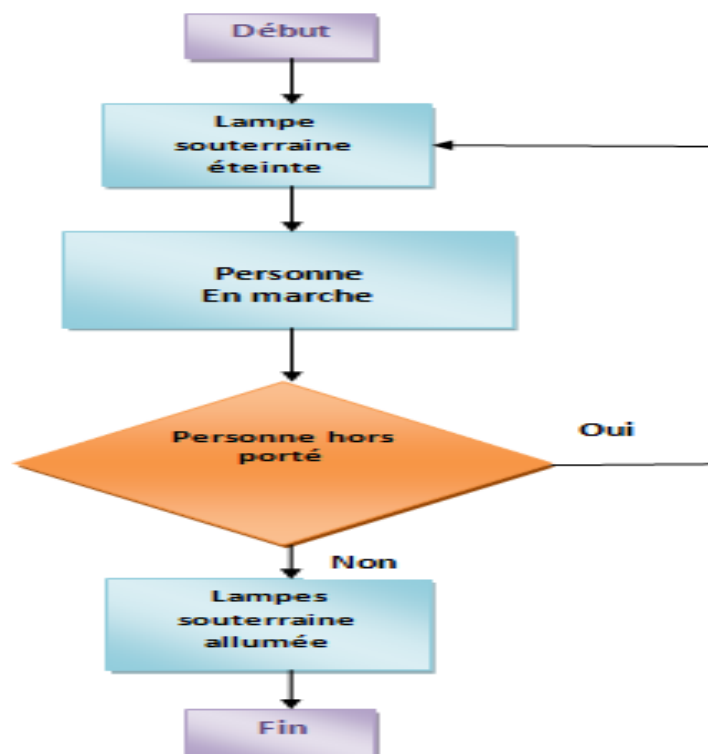 Début
Lampe
souterraine
éteinte
Personne
En marche
Personne hors
porté
Oui
Non
Lampes
souterraine
allumée
Fin